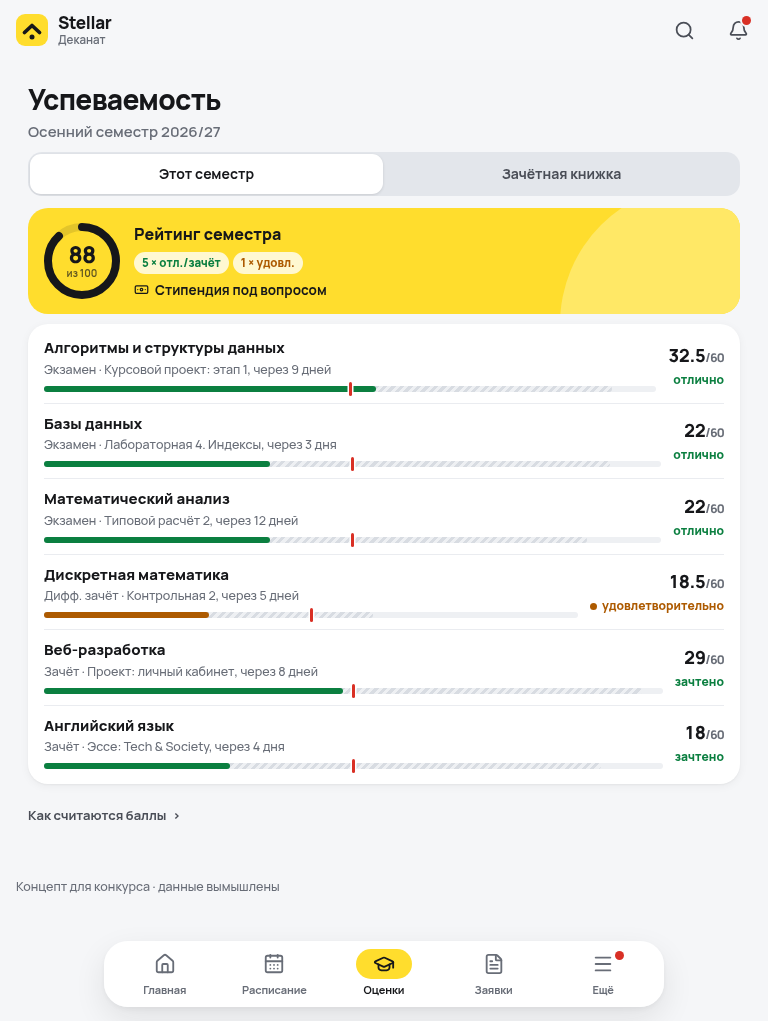 Stellar
Деканат
Успеваемость
Осенний семестр 2026/27
Этот семестр
Зачётная книжка
88
из 100
Рейтинг семестра
5 × отл./зачёт
1 × удовл.
Стипендия под вопросом
Алгоритмы и структуры данных
Экзамен · Курсовой проект: этап 1, через 9 дней
32.5/60
отлично
Базы данных
Экзамен · Лабораторная 4. Индексы, через 3 дня
22/60
отлично
Математический анализ
Экзамен · Типовой расчёт 2, через 12 дней
22/60
отлично
Дискретная математика
Дифф. зачёт · Контрольная 2, через 5 дней
18.5/60
удовлетворительно
Веб-разработка
Зачёт · Проект: личный кабинет, через 8 дней
29/60
зачтено
Английский язык
Зачёт · Эссе: Tech & Society, через 4 дня
18/60
зачтено
Как считаются баллы ›
Концепт для конкурса · данные вымышлены
Главная
Расписание
Оценки
Заявки
Ещё